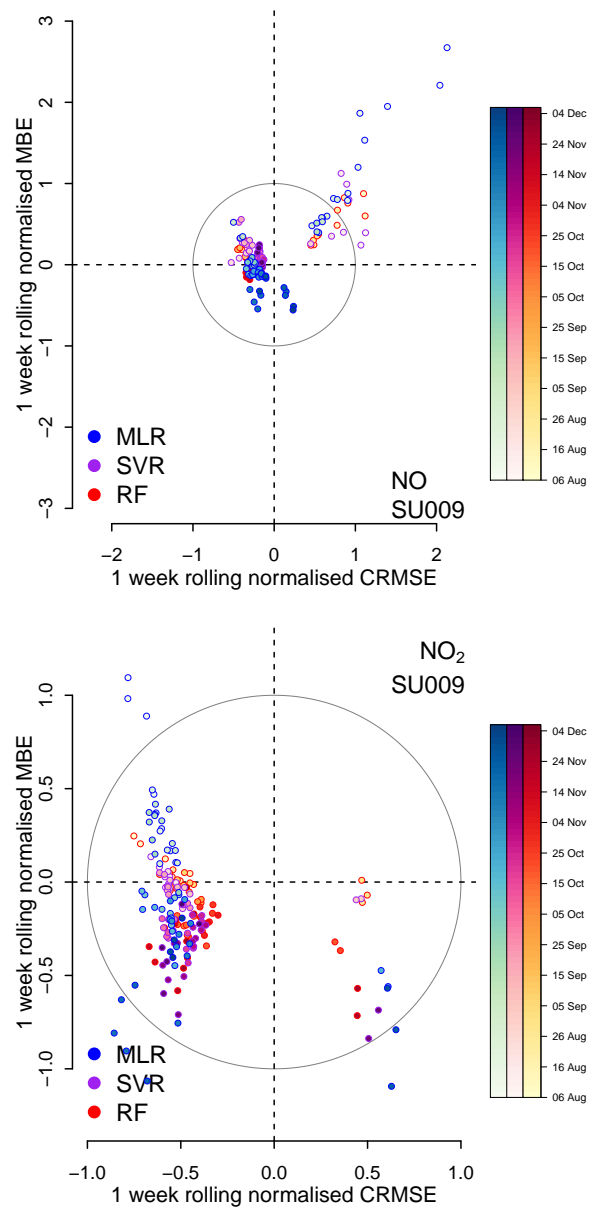 3
2
1
0
−1
−2
−3
1 week rolling normalised MBE
MLR
SVR
RF
NO
SU009
−2
−1
0
1
2
1 week rolling normalised CRMSE
04 Dec
24 Nov
14 Nov
04 Nov
25 Oct
15 Oct
05 Oct
25 Sep
15 Sep
05 Sep
26 Aug
16 Aug
06 Aug
NO₂
SU009
1.0
0.5
0.0
−0.5
−1.0
1 week rolling normalised MBE
MLR
SVR
RF
−1.0
−0.5
0.0
0.5
1.0
1 week rolling normalised CRMSE
04 Dec
24 Nov
14 Nov
04 Nov
25 Oct
15 Oct
05 Oct
25 Sep
15 Sep
05 Sep
26 Aug
16 Aug
06 Aug